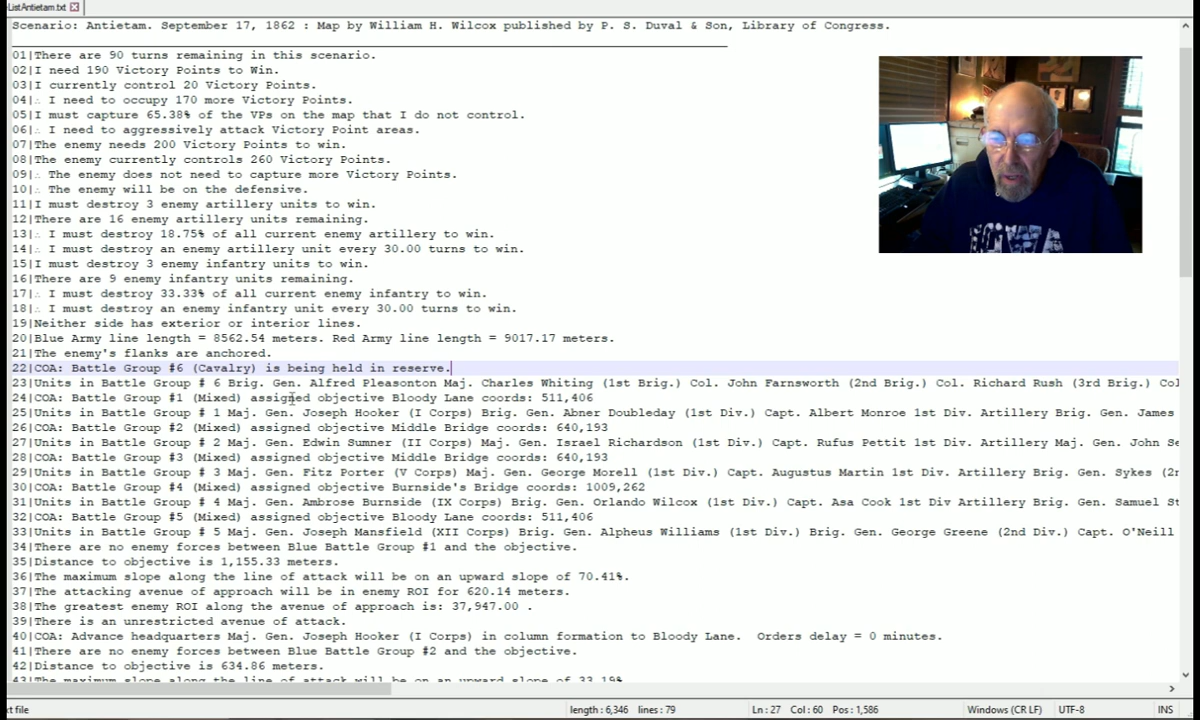 ListAntietam.txt
Scenario: Antietam. September 17, 1862 : Map by William H. Wilcox published by P. S. Duval & Son, Library of Congress.
01|There are 90 turns remaining in this scenario.
02|I need 190 Victory Points to Win.
03|I currently control 20 Victory Points.
04|∴ I need to occupy 170 more Victory Points.
05|I must capture 65.38% of the VPs on the map that I do not control.
06|∴ I need to aggressively attack Victory Point areas.
07|The enemy needs 200 Victory Points to win.
08|The enemy currently controls 260 Victory Points.
09|∴ The enemy does not need to capture more Victory Points.
10|∴ The enemy will be on the defensive.
11|I must destroy 3 enemy artillery units to win.
12|There are 16 enemy artillery units remaining.
13|∴ I must destroy 18.75% of all current enemy artillery to win.
14|∴ I must destroy an enemy artillery unit every 30.00 turns to win.
15|I must destroy 3 enemy infantry units to win.
16|There are 9 enemy infantry units remaining.
17|∴ I must destroy 33.33% of all current enemy infantry to win.
18|∴ I must destroy an enemy infantry unit every 30.00 turns to win.
19|Neither side has exterior or interior lines.
20|Blue Army line length = 8562.54 meters. Red Army line length = 9017.17 meters.
21|The enemy's flanks are anchored.
22|COA: Battle Group #6 (Cavalry) is being held in reserve.
23|Units in Battle Group # 6 Brig. Gen. Alfred Pleasonton Maj. Charles Whiting (1st Brig.) Col. John Farnsworth (2nd Brig.) Col. Richard Rush (3rd Brig.) Col
24|COA: Battle Group #1 (Mixed) assigned objective Bloody Lane coords: 511,406
25|Units in Battle Group # 1 Maj. Gen. Joseph Hooker (I Corps) Brig. Gen. Abner Doubleday (1st Div.) Capt. Albert Monroe 1st Div. Artillery Brig. Gen. James
26|COA: Battle Group #2 (Mixed) assigned objective Middle Bridge coords: 640,193
27|Units in Battle Group # 2 Maj. Gen. Edwin Sumner (II Corps) Maj. Gen. Israel Richardson (1st Div.) Capt. Rufus Pettit 1st Div. Artillery Maj. Gen. John Se
28|COA: Battle Group #3 (Mixed) assigned objective Middle Bridge coords: 640,193
29|Units in Battle Group # 3 Maj. Gen. Fitz Porter (V Corps) Maj. Gen. George Morell (1st Div.) Capt. Augustus Martin 1st Div. Artillery Brig. Gen. Sykes (2n
30|COA: Battle Group #4 (Mixed) assigned objective Burnside's Bridge coords: 1009,262
31|Units in Battle Group # 4 Maj. Gen. Ambrose Burnside (IX Corps) Brig. Gen. Orlando Wilcox (1st Div.) Capt. Asa Cook 1st Div Artillery Brig. Gen. Samuel St
32|COA: Battle Group #5 (Mixed) assigned objective Bloody Lane coords: 511,406
33|Units in Battle Group # 5 Maj. Gen. Joseph Mansfield (XII Corps) Brig. Gen. Alpheus Williams (1st Div.) Brig. Gen. George Greene (2nd Div.) Capt. O'Neill
34|There are no enemy forces between Blue Battle Group #1 and the objective.
35|Distance to objective is 1,155.33 meters.
36|The maximum slope along the line of attack will be on an upward slope of 70.41%.
37|The attacking avenue of approach will be in enemy ROI for 620.14 meters.
38|The greatest enemy ROI along the avenue of approach is: 37,947.00 .
39|There is an unrestricted avenue of attack.
40|COA: Advance headquarters Maj. Gen. Joseph Hooker (I Corps) in column formation to Bloody Lane.  Orders delay = 0 minutes.
41|There are no enemy forces between Blue Battle Group #2 and the objective.
42|Distance to objective is 634.86 meters.
43|The maximum slope along the line of attack will be on an upward slope of 33.19%
xt file length : 6,346 lines : 79 Ln : 27 Col : 60 Pos : 1,586 Windows (CR LF) UTF-8 INS